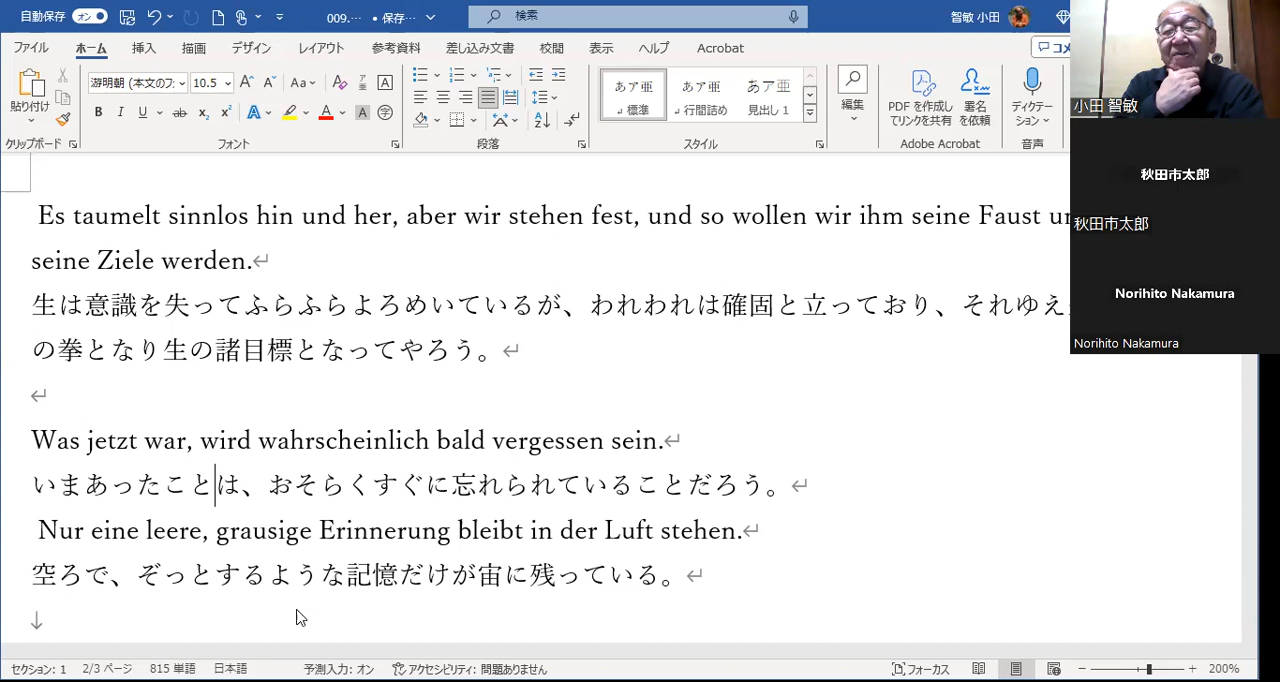 自動保存 オン 009.… • 保存… 検索 智敏 小田
ファイル ホーム 挿入 描画 デザイン レイアウト 参考資料 差し込み文書 校閲 表示 ヘルプ Acrobat コメ
貼り付け 游明朝 (本文のフ 10.5 Aa A
B I U ab x₂ x² A A A 字
あア亜 あア亜 あア亜
↲ 標準 ↲ 行間詰め 見出し 1
編集
PDF を作成し
てリンクを共有
署名
を依頼
ディクテー
ション
クリップボード フォント 段落 スタイル Adobe Acrobat 音声
小田 智敏
秋田市太郎
秋田市太郎
Norihito Nakamura
Norihito Nakamura
Es taumelt sinnlos hin und her, aber wir stehen fest, und so wollen wir ihm seine Faust un
seine Ziele werden.↵
生は意識を失ってふらふらよろめいているが、われわれは確固と立っており、それゆえ
の拳となり生の諸目標となってやろう。↵
↵
Was jetzt war, wird wahrscheinlich bald vergessen sein.↵
いまあったことは、おそらくすぐに忘れられていることだろう。↵
Nur eine leere, grausige Erinnerung bleibt in der Luft stehen.↵
空ろで、ぞっとするような記憶だけが宙に残っている。↵
↓
セクション: 1 2/3 ページ 815 単語 日本語 予測入力: オン アクセシビリティ: 問題ありません フォーカス 200%